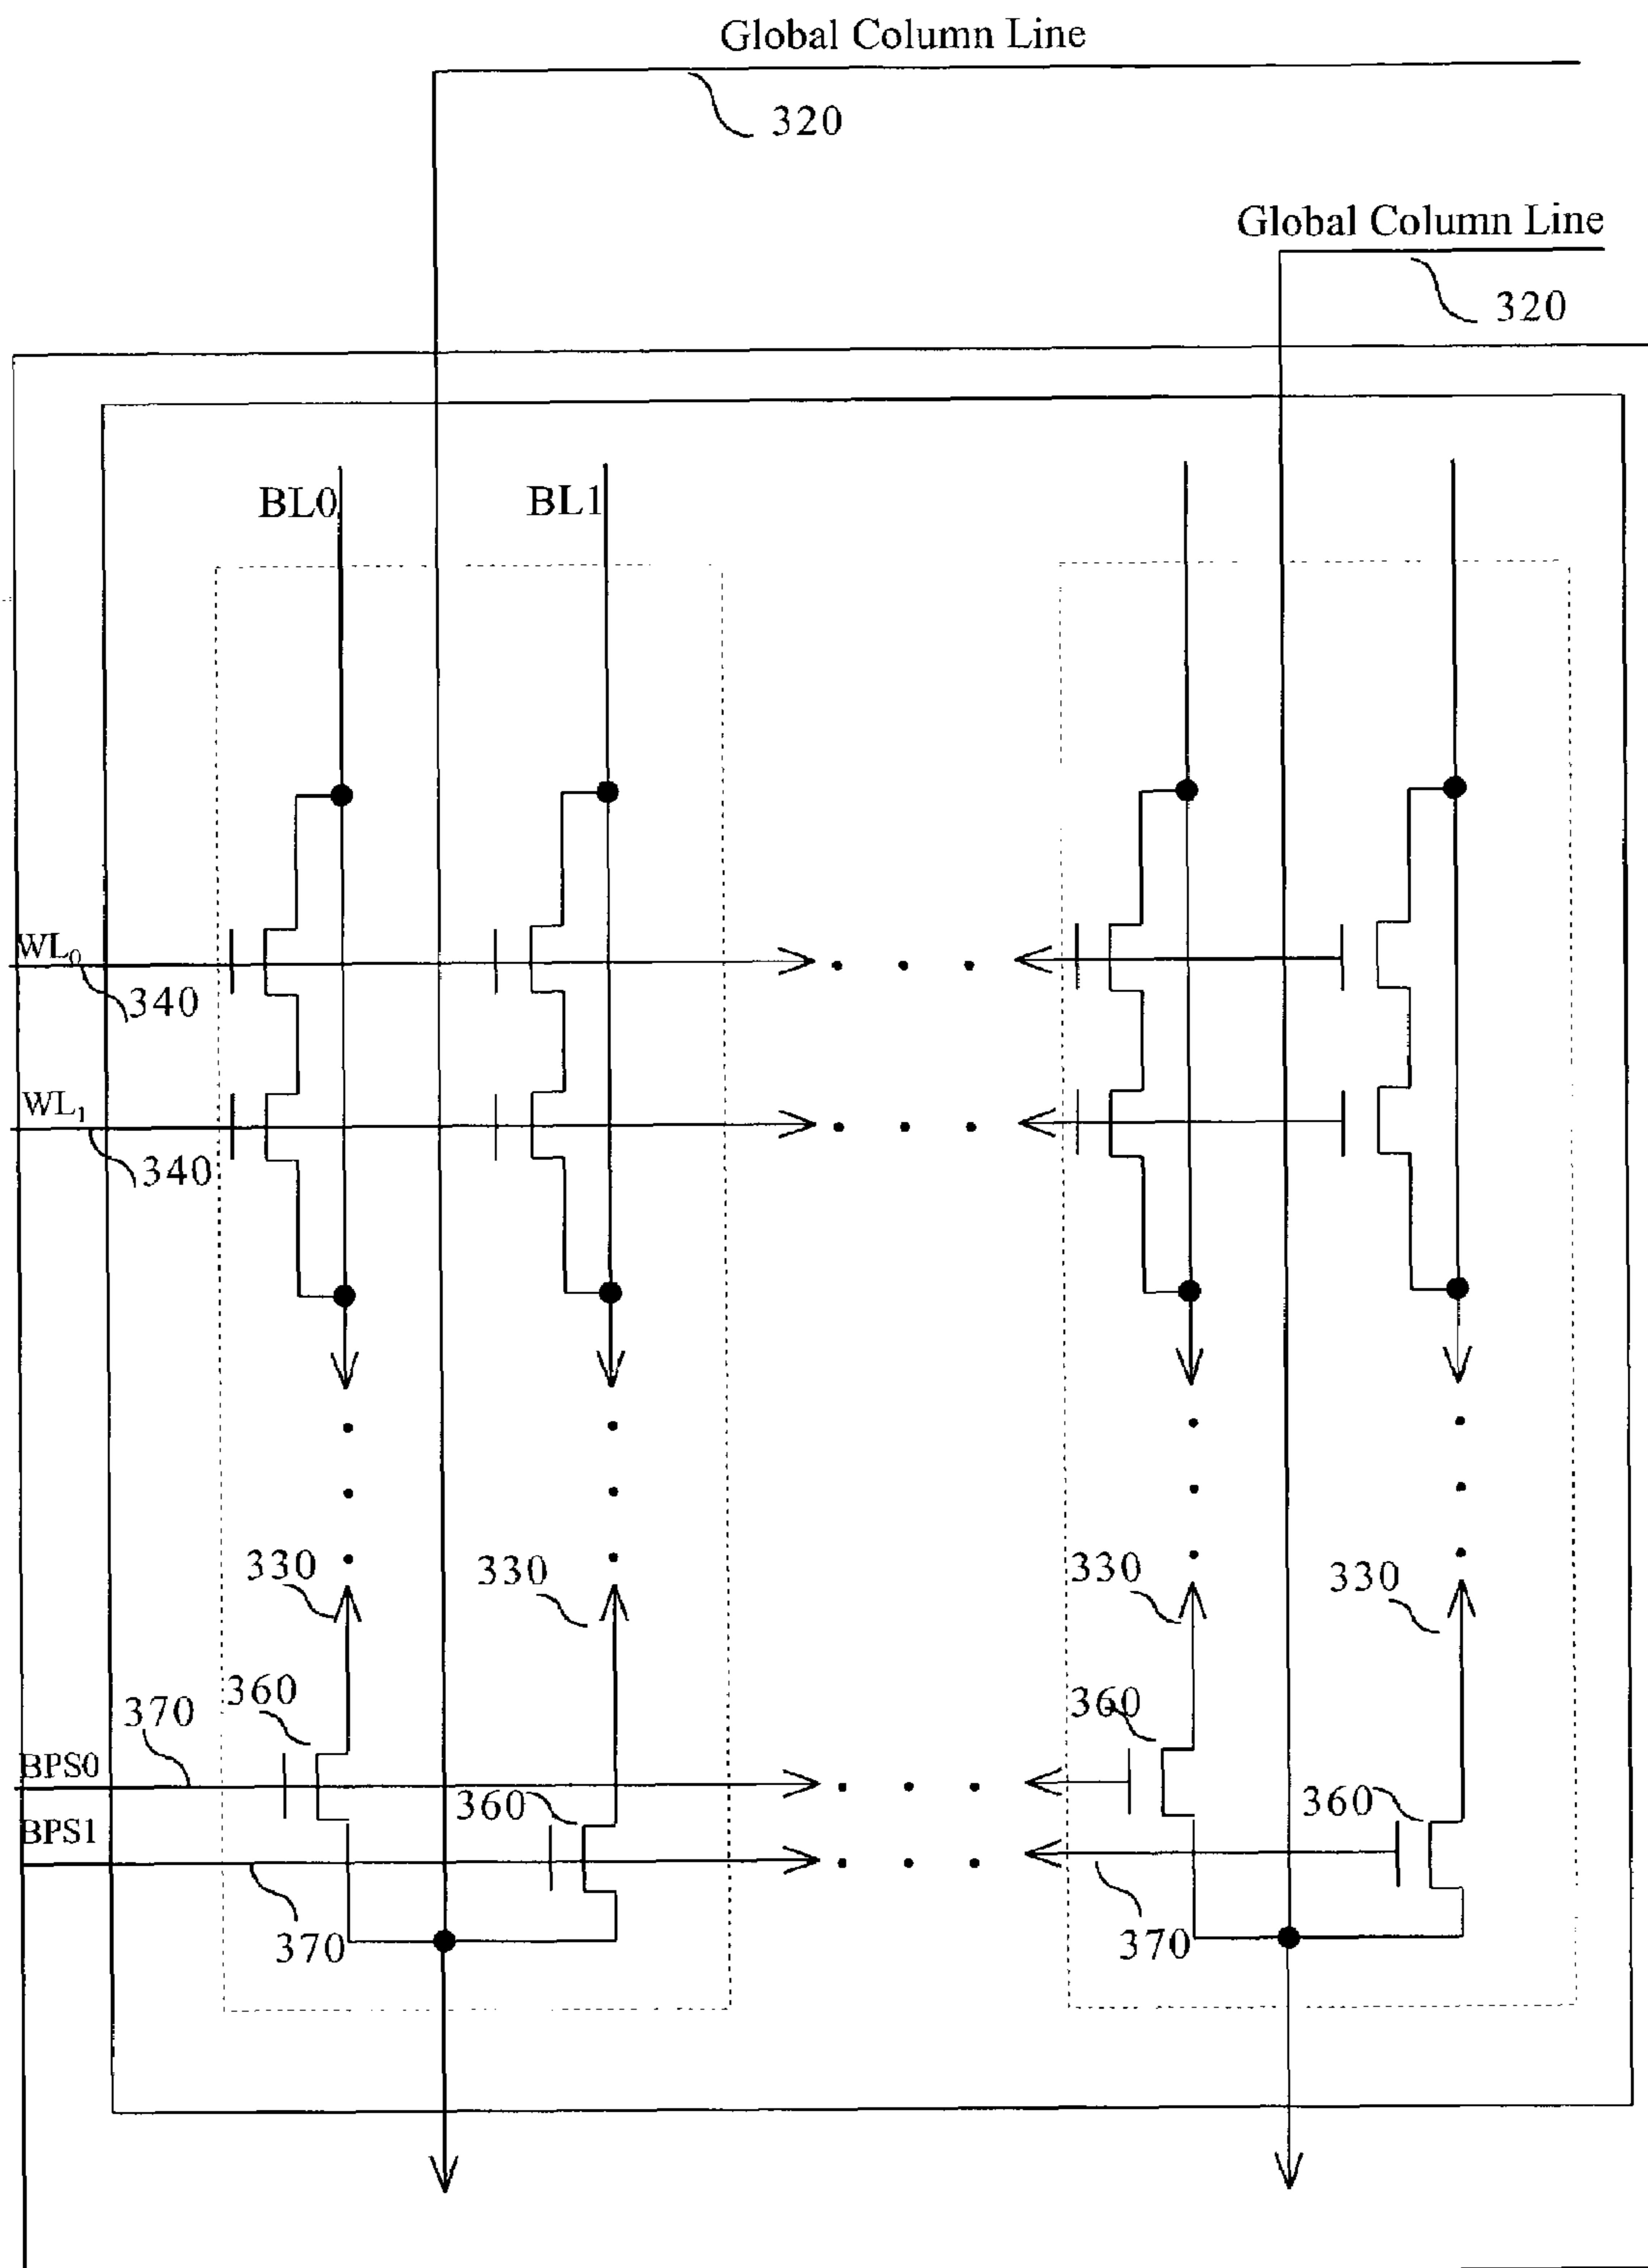 Global Column Line
320
Global Column Line
320
BL0 BL1
WL0
340
WL1
340
330 330 330 330
360 360
370
BPS0
360 360
BPS1
370 370